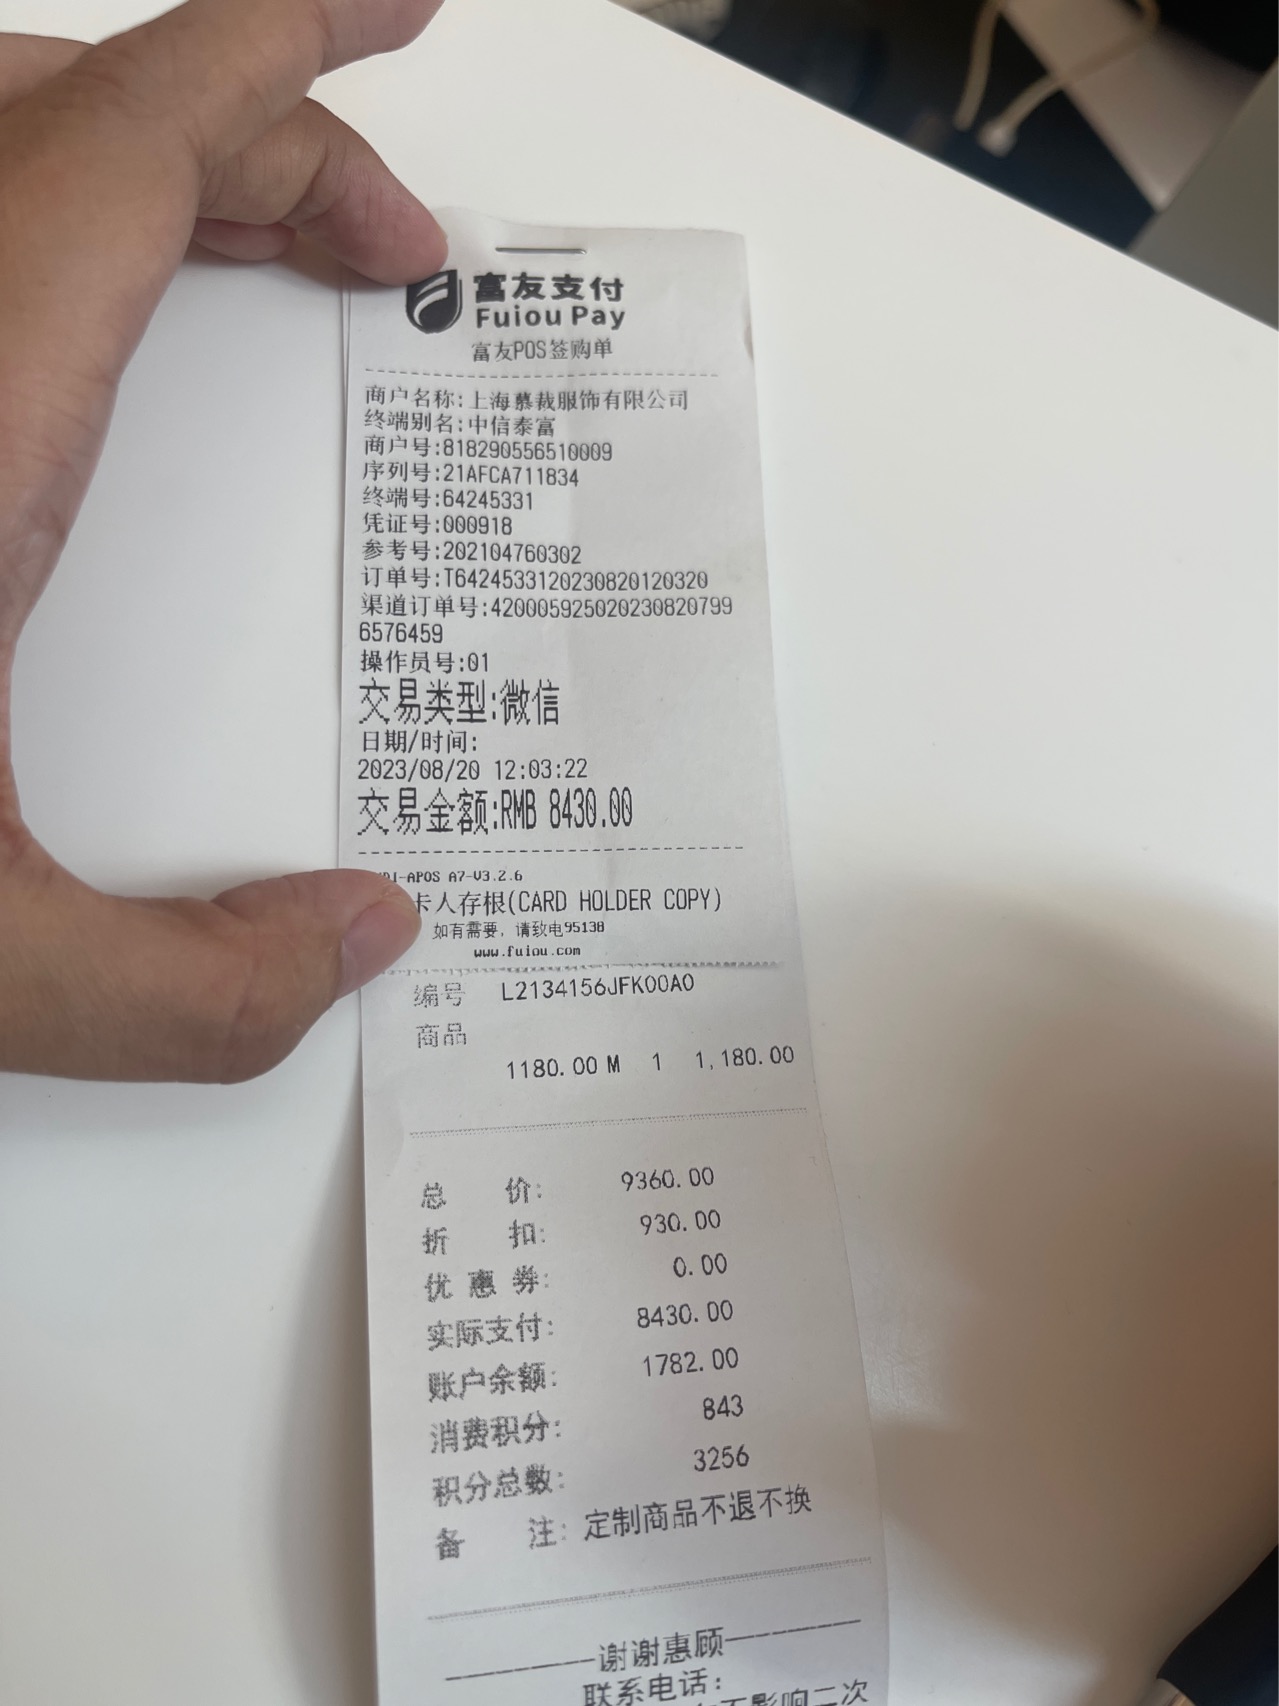 富友支付
Fuiou Pay
富友POS签购单
商户名称:上海慕裁服饰有限公司
终端别名:中信泰富
商户号:818290556510009
序列号:21AFCA711834
终端号:64245331
凭证号:000918
参考号:202104760302
订单号:T6424533120230820120320
渠道订单号:420005925020230820799
6576459
操作员号:01
交易类型:微信
日期/时间:
2023/08/20 12:03:22
交易金额:RMB 8430.00
-APOS A7-V3.2.6
卡人存根(CARD HOLDER COPY)
如有需要, 请致电95138
www.fuiou.com
编号 L2134156JFK00A0
商品
1180.00 M 1 1,180.00
总 价: 9360.00
折 扣: 930.00
优 惠 券: 0.00
实际支付: 8430.00
账户余额: 1782.00
消费积分: 843
积分总数: 3256
备 注: 定制商品不退不换
谢谢惠顾
联系电话:
不影响二次